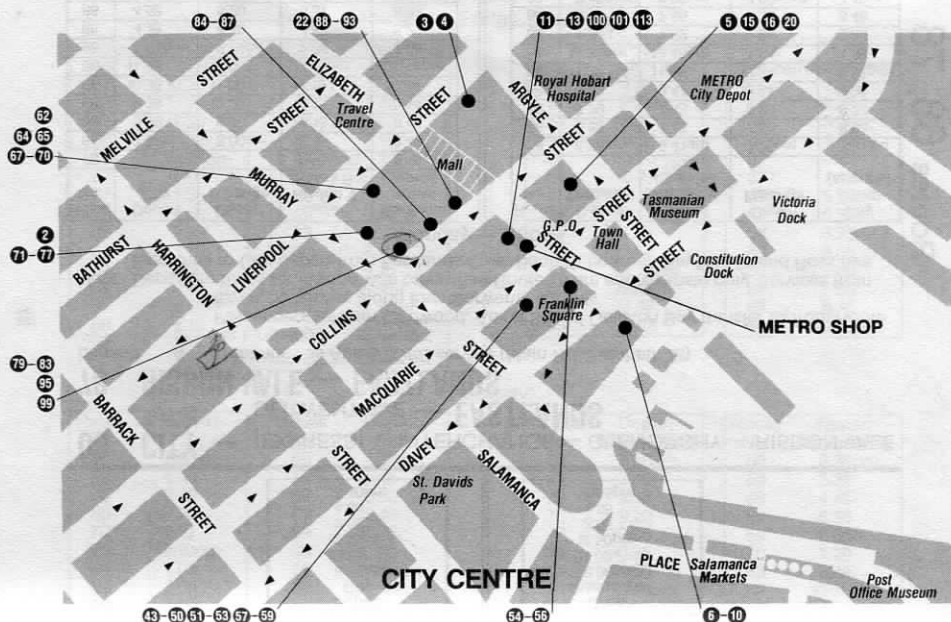 84-87
22 88-93
3 4
11-13 100 101 113
5 15 16 20
62
64 65
67-70
2
71-77
79-83
95
99
MELVILLE STREET
BATHURST STREET
ELIZABETH STREET
Travel Centre
Mall
MURRAY STREET
LIVERPOOL STREET
HARRINGTON STREET
BARRACK STREET
COLLINS STREET
MACQUARIE STREET
DAVEY STREET
ARGYLE STREET
Royal Hobart
Hospital
METRO
City Depot
Tasmanian
Museum
Victoria
Dock
G.P.O.
Town
Hall
Constitution
Dock
Franklin
Square
METRO SHOP
St. Davids
Park
SALAMANCA PLACE
Salamanca
Markets
Post
Office Museum
CITY CENTRE
43-50 51-53 57-59
54-56
6-10